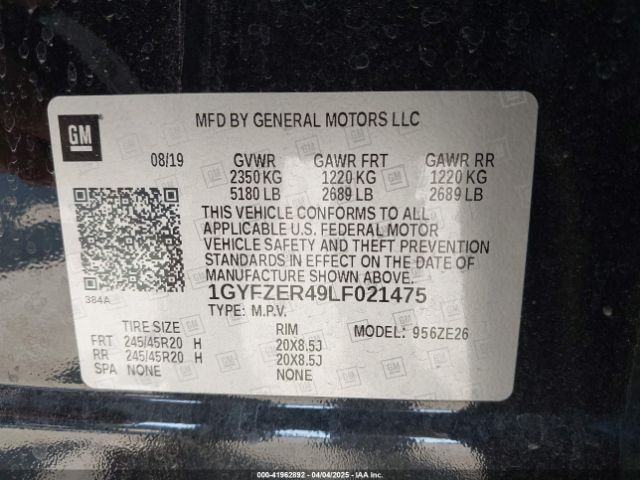 GM
MFD BY GENERAL MOTORS LLC
08/19 GVWR GAWR FRT GAWR RR
2350 KG 1220 KG 1220 KG
5180 LB 2689 LB 2689 LB
THIS VEHICLE CONFORMS TO ALL
APPLICABLE U.S. FEDERAL MOTOR
VEHICLE SAFETY AND THEFT PREVENTION
STANDARDS IN EFFECT ON THE DATE OF
MANUFACTURE SHOWN ABOVE.
384A
1GYFZER49LF021475
TYPE: M.P.V.
TIRE SIZE RIM MODEL: 956ZE26
FRT 245/45R20 H 20X8.5J
RR 245/45R20 H 20X8.5J
SPA NONE NONE
000-41962892 - 04/04/2025 - IAA Inc.